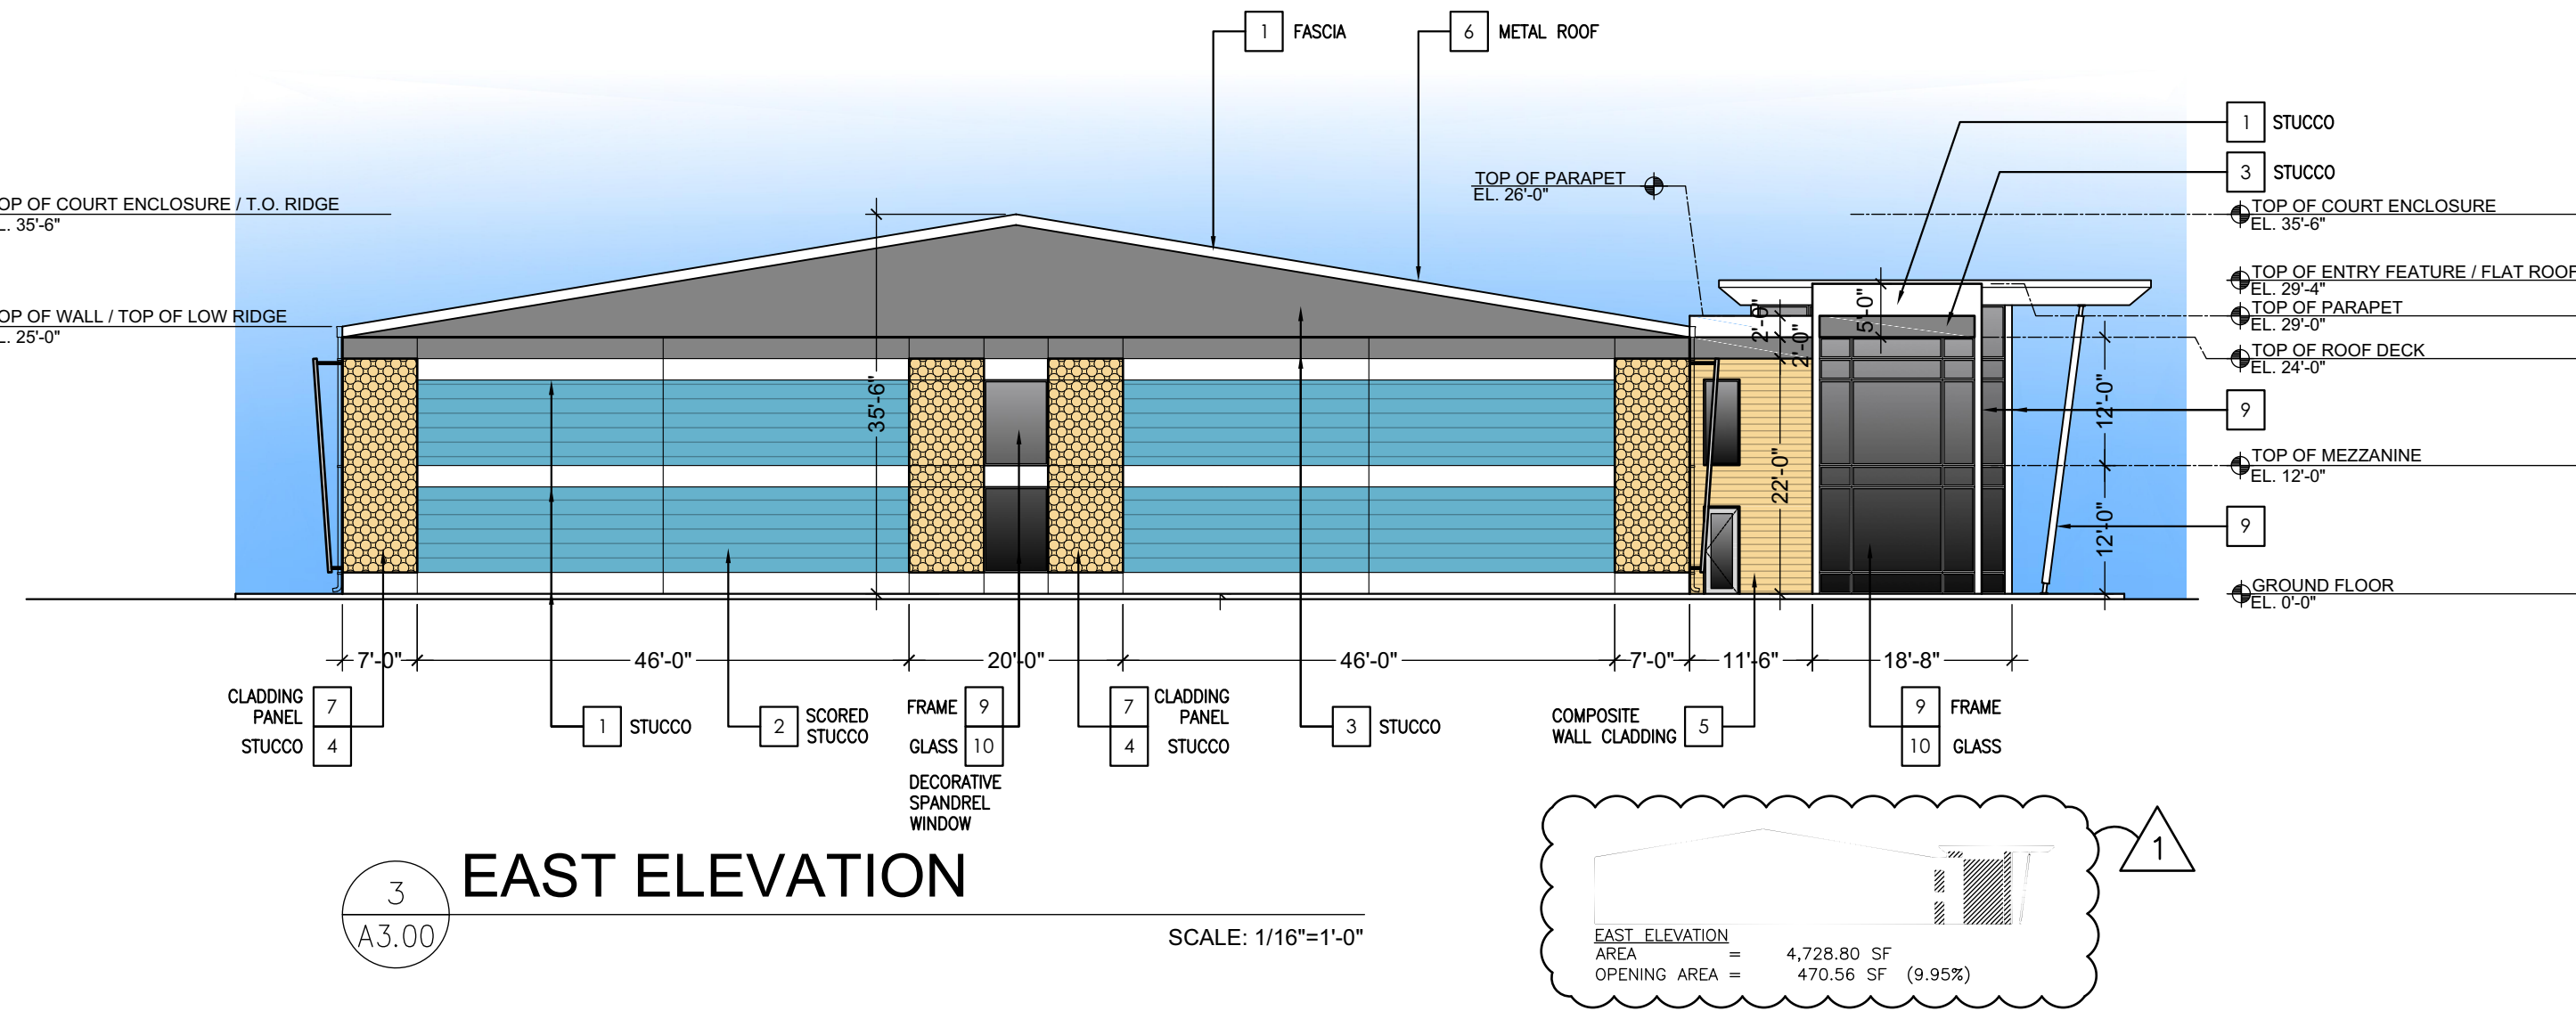 1 FASCIA
6 METAL ROOF
1 STUCCO
3 STUCCO
TOP OF PARAPET
EL. 26'-0"
OP OF COURT ENCLOSURE / T.O. RIDGE
L. 35'-6"
TOP OF COURT ENCLOSURE
EL. 35'-6"
TOP OF ENTRY FEATURE / FLAT ROOF
EL. 29'-4"
OP OF WALL / TOP OF LOW RIDGE
L. 25'-0"
TOP OF PARAPET
EL. 29'-0"
TOP OF ROOF DECK
EL. 24'-0"
35'-6"
2'-0"
2'-0"
5'-0"
22'-0"
12'-0"
12'-0"
9
TOP OF MEZZANINE
EL. 12'-0"
9
GROUND FLOOR
EL. 0'-0"
7'-0" 46'-0" 20'-0" 46'-0" 7'-0" 11'-6" 18'-8"
CLADDING PANEL 7
STUCCO 4
1 STUCCO
2 SCORED STUCCO
FRAME 9
GLASS 10
DECORATIVE
SPANDREL
WINDOW
7 CLADDING PANEL
4 STUCCO
3 STUCCO
COMPOSITE
WALL CLADDING 5
9 FRAME
10 GLASS
3
A3.00
EAST ELEVATION
SCALE: 1/16"=1'-0"
1
EAST ELEVATION
AREA = 4,728.80 SF
OPENING AREA = 470.56 SF (9.95%)